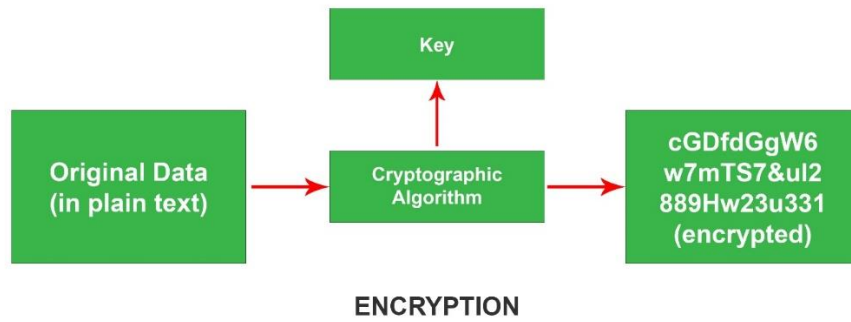 Key
Original Data
(in plain text)
Cryptographic
Algorithm
cGDfdGgW6
w7mTS7&ul2
889Hw23u331
(encrypted)
ENCRYPTION